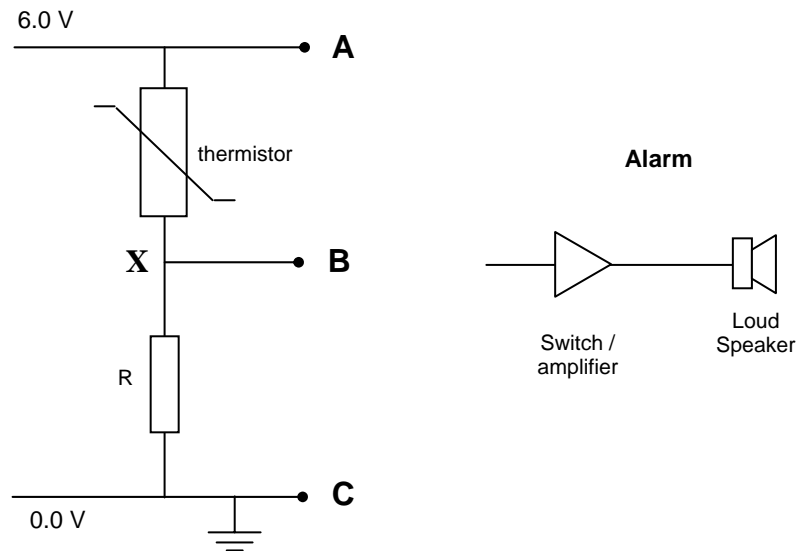 6.0 V
A
thermistor
Alarm
X
B
Switch /
amplifier
Loud
Speaker
R
C
0.0 V